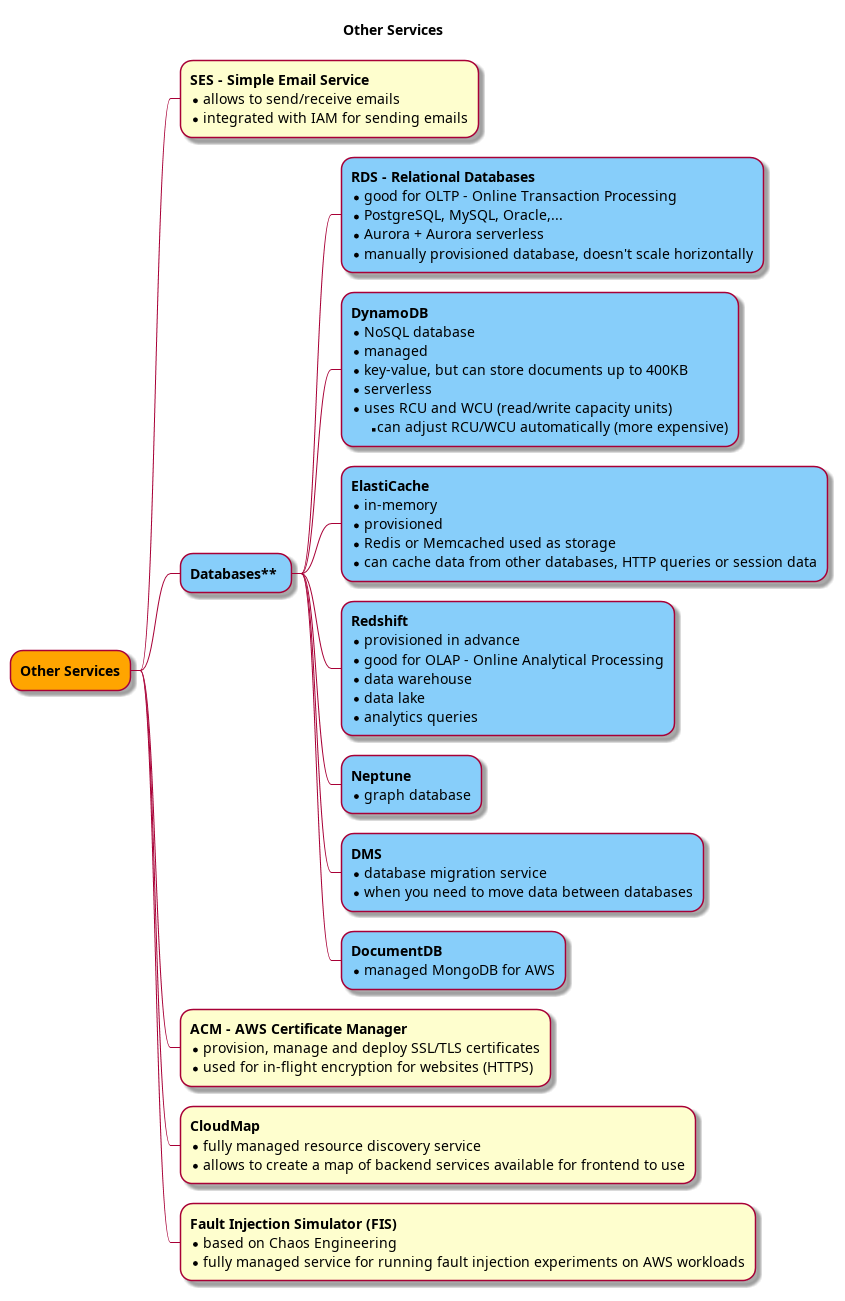 Other Services
SES - Simple Email Service
• allows to send/receive emails
• integrated with IAM for sending emails
RDS - Relational Databases
• good for OLTP - Online Transaction Processing
• PostgreSQL, MySQL, Oracle,...
• Aurora + Aurora serverless
• manually provisioned database, doesn't scale horizontally
DynamoDB
• NoSQL database
• managed
• key-value, but can store documents up to 400KB
• serverless
• uses RCU and WCU (read/write capacity units)
▪ can adjust RCU/WCU automatically (more expensive)
ElastiCache
• in-memory
• provisioned
• Redis or Memcached used as storage
• can cache data from other databases, HTTP queries or session data
Databases**
Redshift
• provisioned in advance
• good for OLAP - Online Analytical Processing
• data warehouse
• data lake
• analytics queries
Other Services
Neptune
• graph database
DMS
• database migration service
• when you need to move data between databases
DocumentDB
• managed MongoDB for AWS
ACM - AWS Certificate Manager
• provision, manage and deploy SSL/TLS certificates
• used for in-flight encryption for websites (HTTPS)
CloudMap
• fully managed resource discovery service
• allows to create a map of backend services available for frontend to use
Fault Injection Simulator (FIS)
• based on Chaos Engineering
• fully managed service for running fault injection experiments on AWS workloads